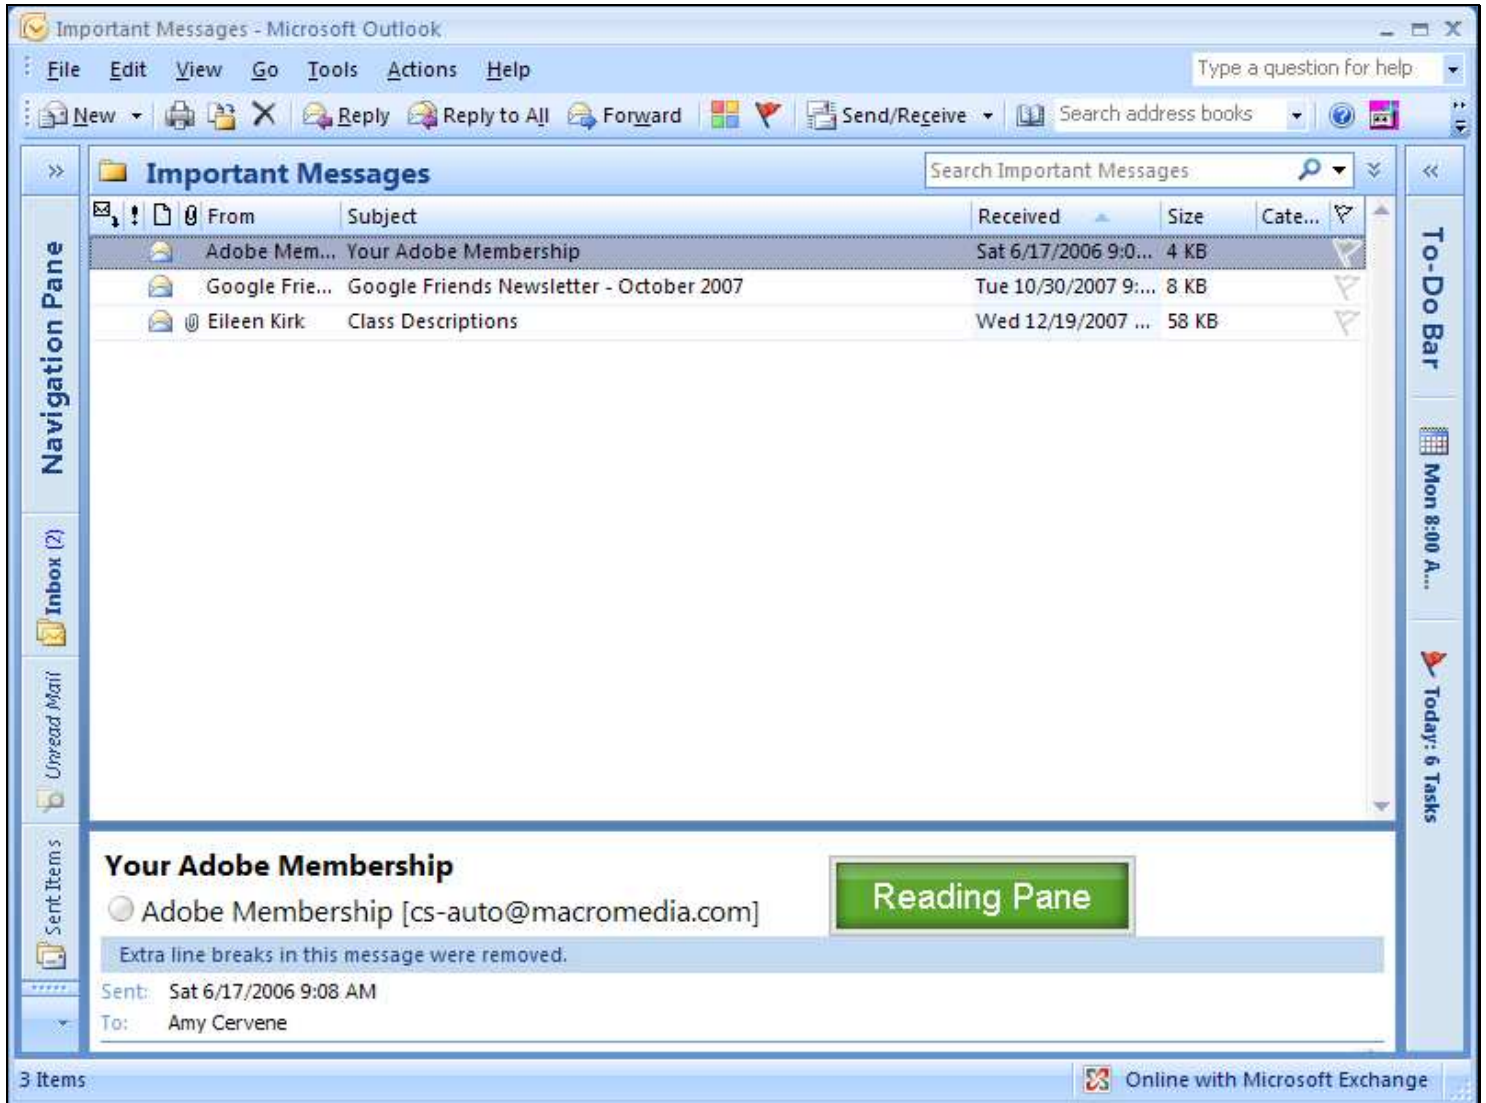 Important Messages - Microsoft Outlook
File Edit View Go Tools Actions Help Type a question for help
New Reply Reply to All Forward Send/Receive Search address books
Important Messages Search Important Messages
From Subject Received Size Cate...
Adobe Mem... Your Adobe Membership Sat 6/17/2006 9:0... 4 KB
Google Frie... Google Friends Newsletter - October 2007 Tue 10/30/2007 9:... 8 KB
Eileen Kirk Class Descriptions Wed 12/19/2007 ... 58 KB
Navigation Pane
Inbox (2)
Unread Mail
Sent Items
To-Do Bar
Mon 8:00 A...
Today: 6 Tasks
Your Adobe Membership
Adobe Membership [cs-auto@macromedia.com]
Reading Pane
Extra line breaks in this message were removed.
Sent: Sat 6/17/2006 9:08 AM
To: Amy Cervene
3 Items Online with Microsoft Exchange